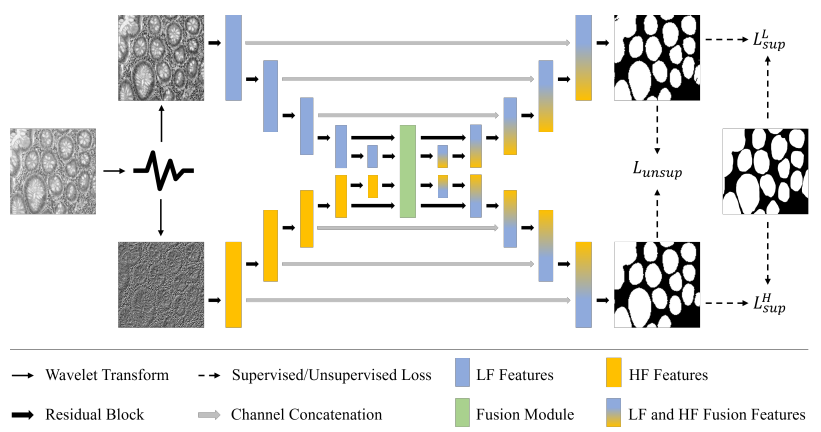 $L_{sup}^{L}$
$L_{unsup}$
$L_{sup}^{H}$
Wavelet Transform
Supervised/Unsupervised Loss
LF Features
HF Features
Residual Block
Channel Concatenation
Fusion Module
LF and HF Fusion Features